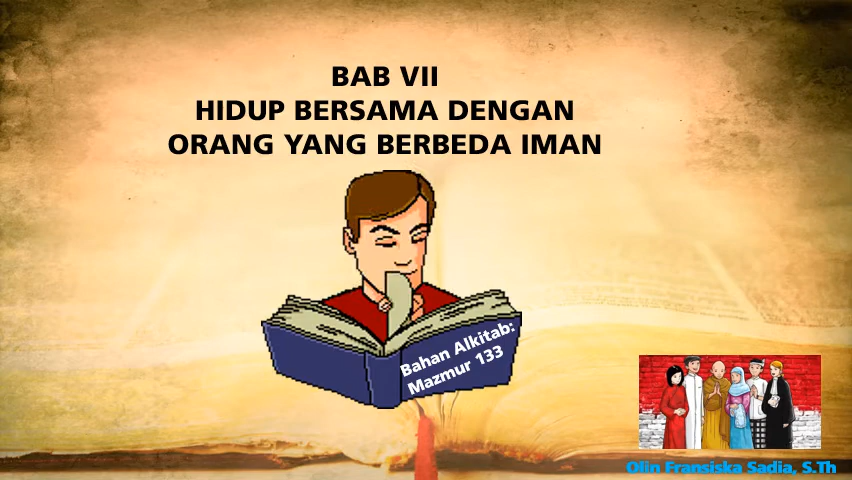 BAB VII
HIDUP BERSAMA DENGAN
ORANG YANG BERBEDA IMAN
Bahan Alkitab:
Mazmur 133
Olin Fransiska Sadia, S.Th